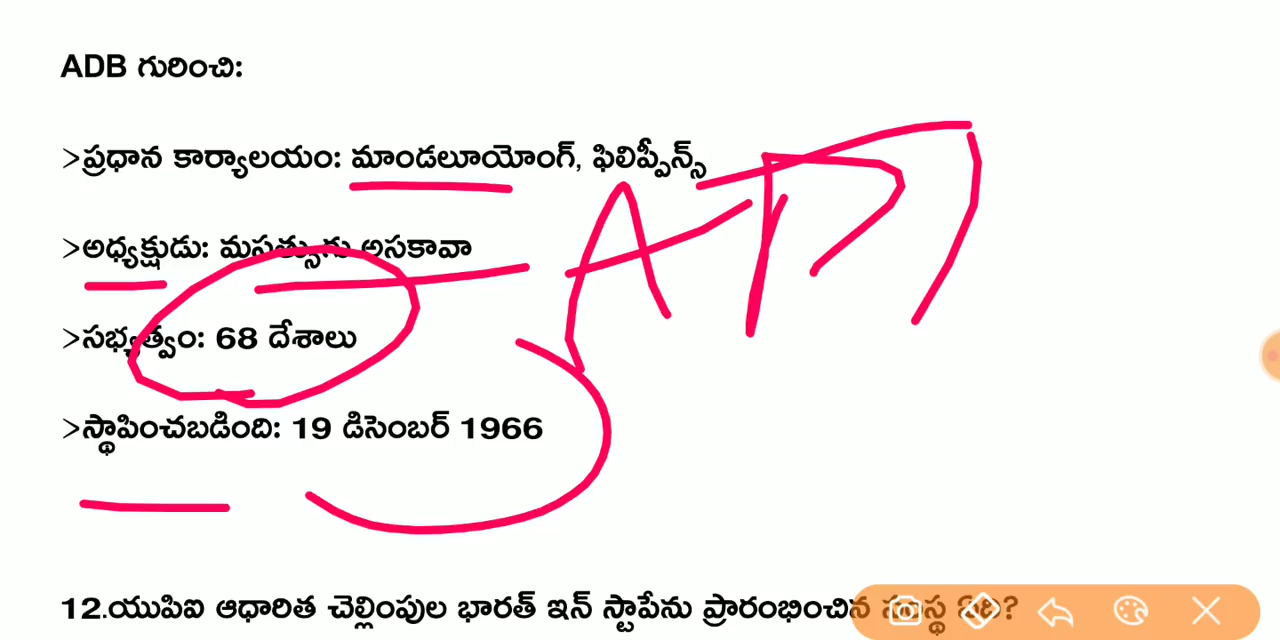 ADB గురించి:
>ప్రధాన కార్యాలయం: మాండలూయోంగ్, ఫిలిప్పీన్స్
>అధ్యక్షుడు: మసత్సుగు అసకావా
>సభ్యత్వం: 68 దేశాలు
>స్థాపించబడింది: 19 డిసెంబర్ 1966
12.యుపిఐ ఆధారిత చెల్లింపుల భారత్ ఇన్ స్టాపేను ప్రారంభించిన